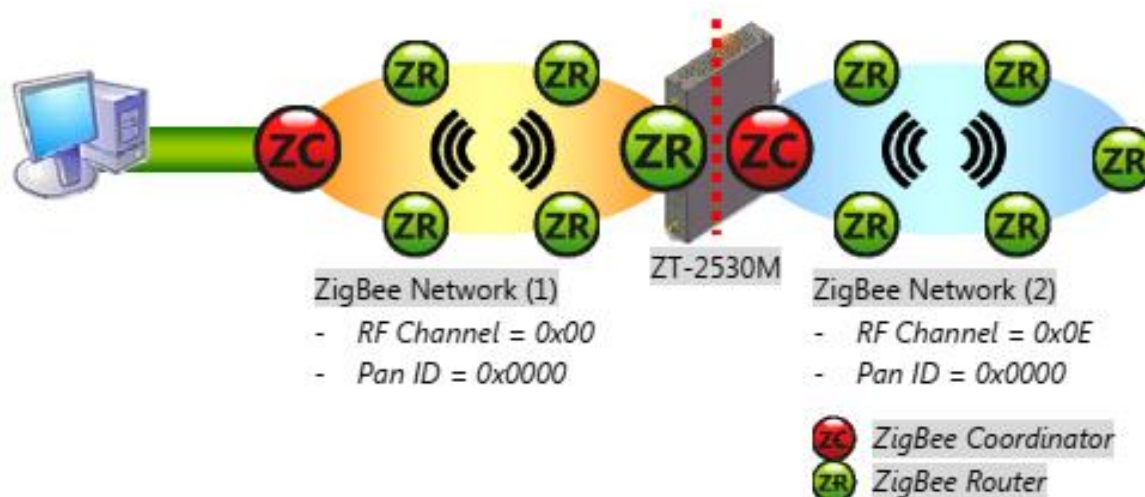 ZR ZR ZR ZR
ZC ZR ZC ZR
ZR ZR ZR ZR
ZT-2530M
ZigBee Network (1) ZigBee Network (2)
- RF Channel = 0x00 - RF Channel = 0x0E
- Pan ID = 0x0000 - Pan ID = 0x0000
ZC ZigBee Coordinator
ZR ZigBee Router